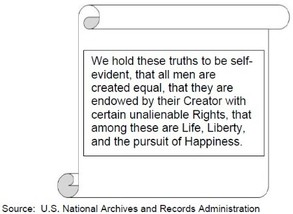 We hold these truths to be self-
evident, that all men are
created equal, that they are
endowed by their Creator with
certain unalienable Rights, that
among these are Life, Liberty,
and the pursuit of Happiness.
Source:  U.S. National Archives and Records Administration